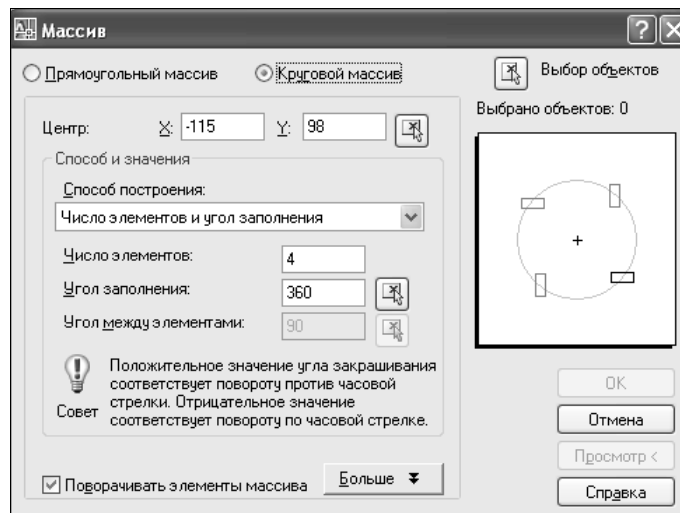 Массив
Прямоугольный массив
Круговой массив
Выбор объектов
Выбрано объектов: 0
Центр: X: -115 Y: 98
Способ и значения
Способ построения:
Число элементов и угол заполнения
Число элементов: 4
Угол заполнения: 360
Угол между элементами: 90
Положительное значение угла закрашивания
соответствует повороту против часовой
стрелки. Отрицательное значение
соответствует повороту по часовой стрелке.
Совет
Поворачивать элементы массива
Больше
OK
Отмена
Просмотр <
Справка